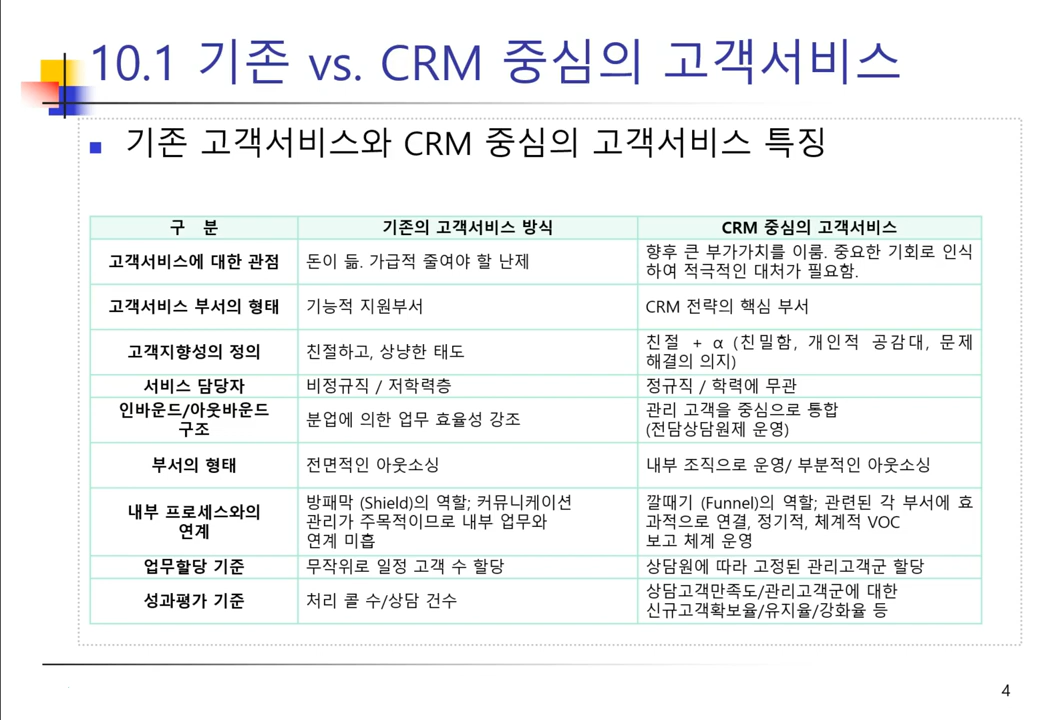 10.1 기존 vs. CRM 중심의 고객서비스
기존 고객서비스와 CRM 중심의 고객서비스 특징
구 분 기존의 고객서비스 방식 CRM 중심의 고객서비스
고객서비스에 대한 관점 돈이 듦. 가급적 줄여야 할 난제 향후 큰 부가가치를 이룸. 중요한 기회로 인식
하여 적극적인 대처가 필요함.
고객서비스 부서의 형태 기능적 지원부서 CRM 전략의 핵심 부서
고객지향성의 정의 친절하고, 상냥한 태도 친절 + α (친밀함, 개인적 공감대, 문제
해결의 의지)
서비스 담당자 비정규직 / 저학력층 정규직 / 학력에 무관
인바운드/아웃바운드
구조 분업에 의한 업무 효율성 강조 관리 고객을 중심으로 통합
(전담상담원제 운영)
부서의 형태 전면적인 아웃소싱 내부 조직으로 운영/ 부분적인 아웃소싱
내부 프로세스와의
연계 방패막 (Shield)의 역할; 커뮤니케이션
관리가 주목적이므로 내부 업무와
연계 미흡 깔때기 (Funnel)의 역할; 관련된 각 부서에 효
과적으로 연결, 정기적, 체계적 VOC
보고 체계 운영
업무할당 기준 무작위로 일정 고객 수 할당 상담원에 따라 고정된 관리고객군 할당
성과평가 기준 처리 콜 수/상담 건수 상담고객만족도/관리고객군에 대한
신규고객확보율/유지율/강화율 등
4